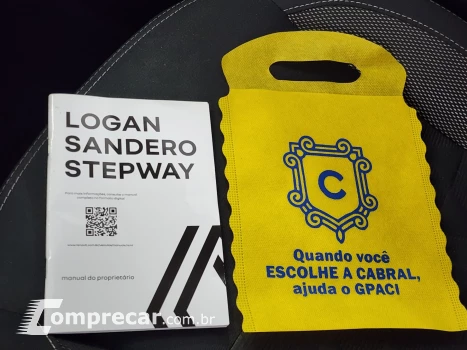 LOGAN
SANDERO
STEPWAY
manual do proprietário
C
Quando você
ESCOLHE A CABRAL,
ajuda o GPACI
Comprecar.com.br